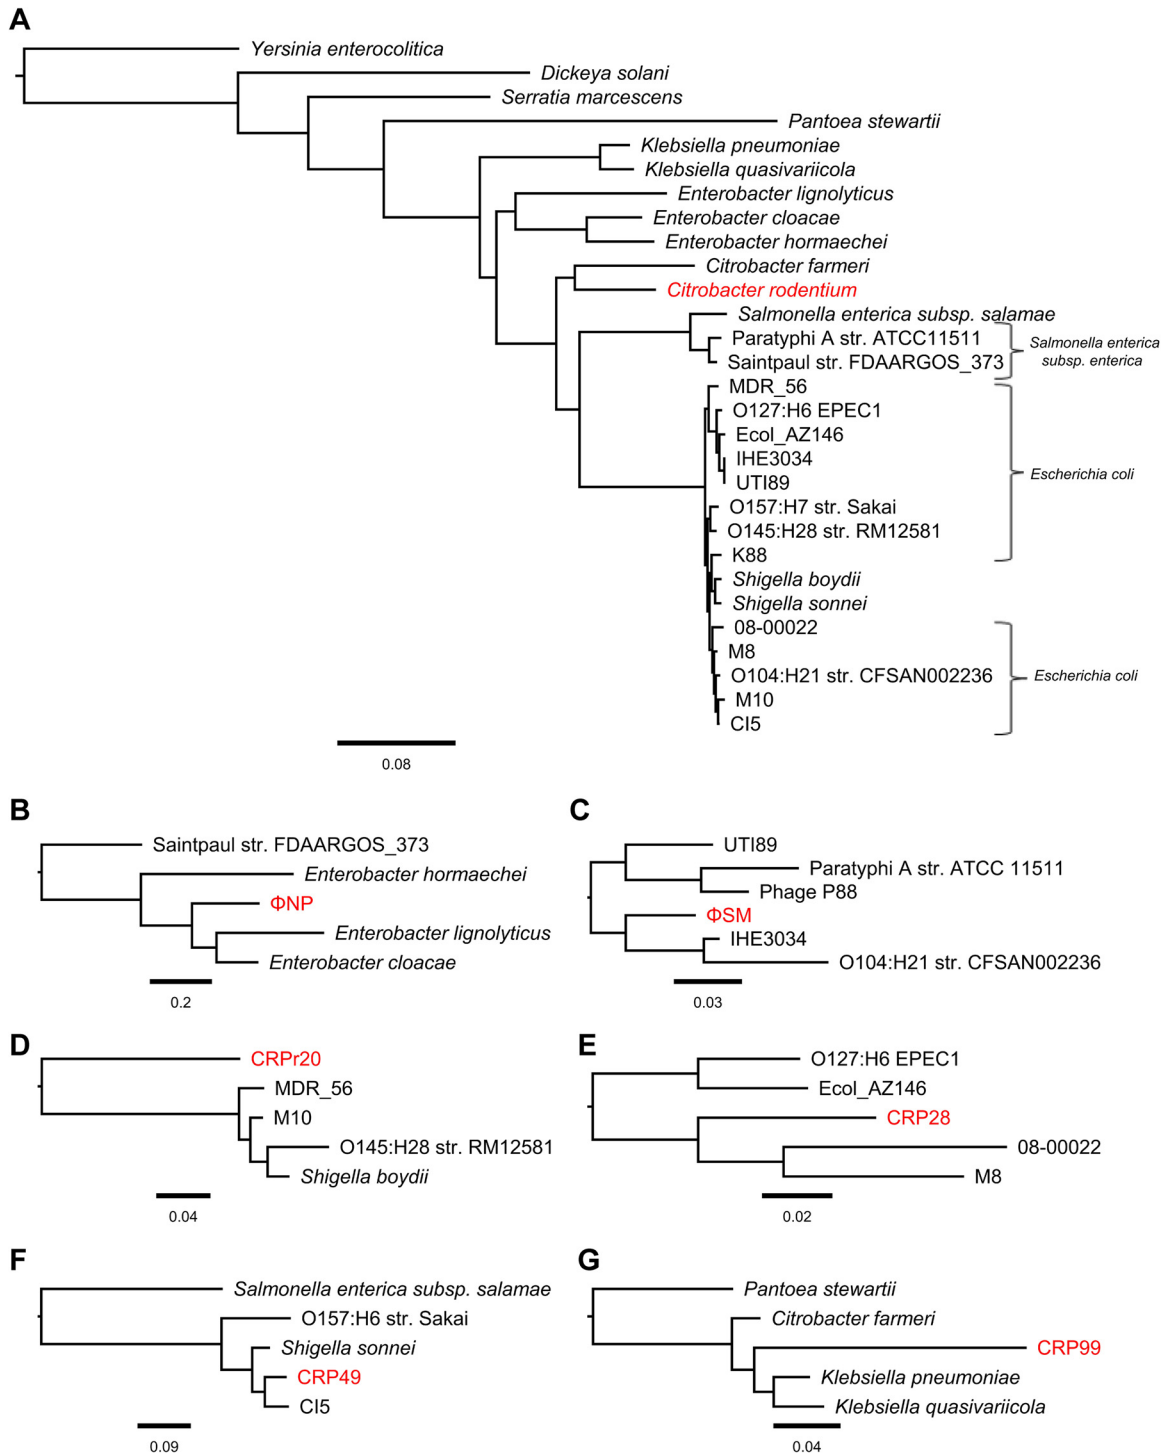 A
Yersinia enterocolitica
Dickeya solani
Serratia marcescens
Pantoea stewartii
Klebsiella pneumoniae
Klebsiella quasivariicola
Enterobacter lignolyticus
Enterobacter cloacae
Enterobacter hormaechei
Citrobacter farmeri
Citrobacter rodentium
Salmonella enterica subsp. salamae
Paratyphi A str. ATCC11511
Saintpaul str. FDAARGOS_373
Salmonella enterica
subsp. enterica
MDR_56
O127:H6 EPEC1
Ecol_AZ146
IHE3034
UTI89
O157:H7 str. Sakai
O145:H28 str. RM12581
K88
Escherichia coli
Shigella boydii
Shigella sonnei
08-00022
M8
O104:H21 str. CFSAN002236
M10
CI5
Escherichia coli
0.08
B
Saintpaul str. FDAARGOS_373
Enterobacter hormaechei
ΦNP
Enterobacter lignolyticus
Enterobacter cloacae
0.2
C
UTI89
Paratyphi A str. ATCC 11511
Phage P88
ΦSM
IHE3034
O104:H21 str. CFSAN002236
0.03
D
CRPr20
MDR_56
M10
O145:H28 str. RM12581
Shigella boydii
0.04
E
O127:H6 EPEC1
Ecol_AZ146
CRP28
08-00022
M8
0.02
F
Salmonella enterica subsp. salamae
O157:H6 str. Sakai
Shigella sonnei
CRP49
CI5
0.09
G
Pantoea stewartii
Citrobacter farmeri
CRP99
Klebsiella pneumoniae
Klebsiella quasivariicola
0.04